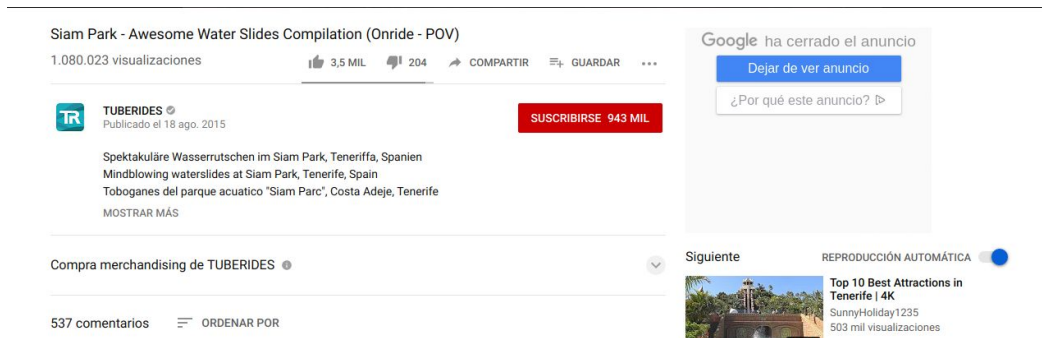 Siam Park - Awesome Water Slides Compilation (Onride - POV)
1.080.023 visualizaciones
3,5 MIL 204 COMPARTIR GUARDAR
TR
TUBERIDES
Publicado el 18 ago. 2015
SUSCRIBIRSE 943 MIL
Spektakuläre Wasserrutschen im Siam Park, Teneriffa, Spanien
Mindblowing waterslides at Siam Park, Tenerife, Spain
Toboganes del parque acuatico "Siam Parc", Costa Adeje, Tenerife
MOSTRAR MÁS
Compra merchandising de TUBERIDES
537 comentarios ORDENAR POR
Google ha cerrado el anuncio
Dejar de ver anuncio
¿Por qué este anuncio?
Siguiente REPRODUCCIÓN AUTOMÁTICA
Top 10 Best Attractions in
Tenerife | 4K
SunnyHoliday1235
503 mil visualizaciones